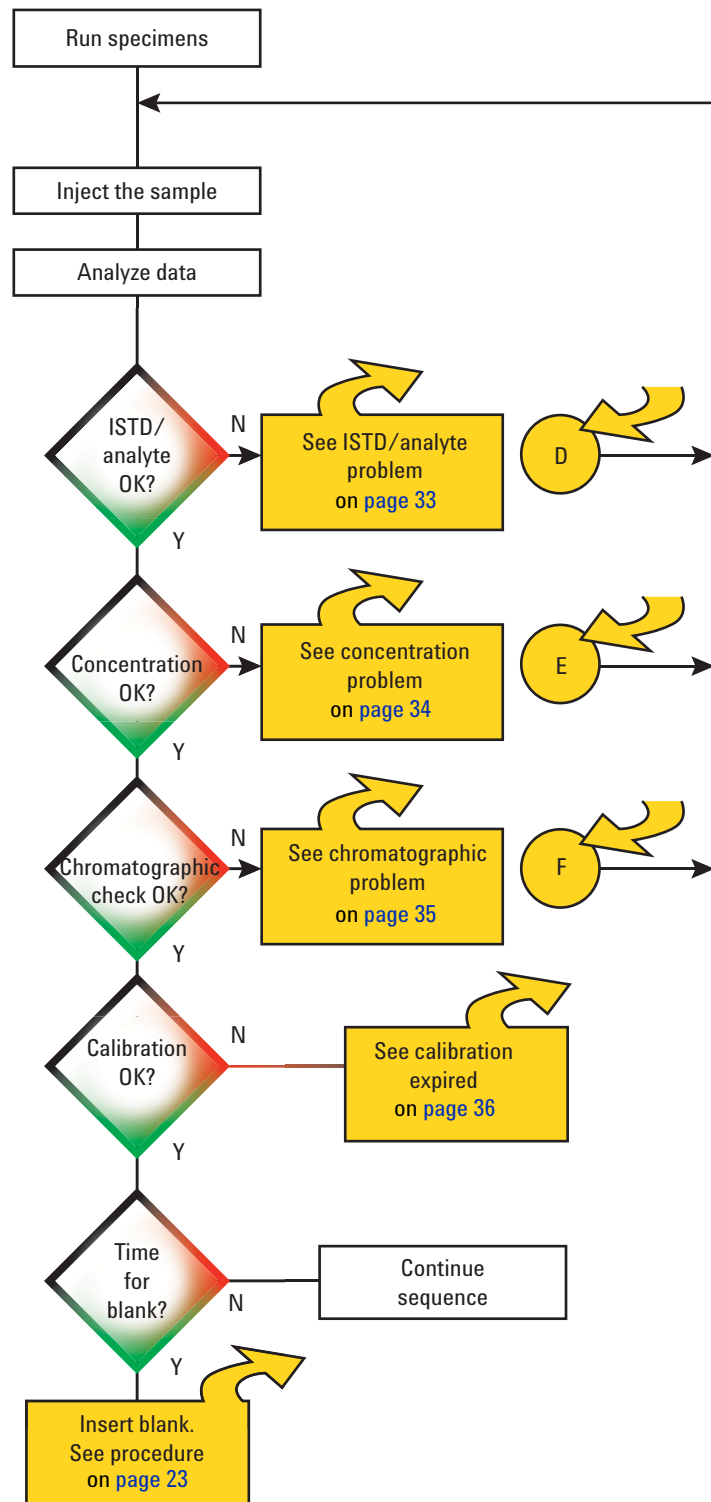 Run specimens
Inject the sample
Analyze data
ISTD/
analyte
OK?
N
See ISTD/analyte
problem
on page 33
D
Y
Concentration
OK?
N
See concentration
problem
on page 34
E
Y
Chromatographic
check OK?
N
See chromatographic
problem
on page 35
F
Y
Calibration
OK?
N
See calibration
expired
on page 36
Y
Time
for
blank?
N
Continue
sequence
Y
Insert blank.
See procedure
on page 23